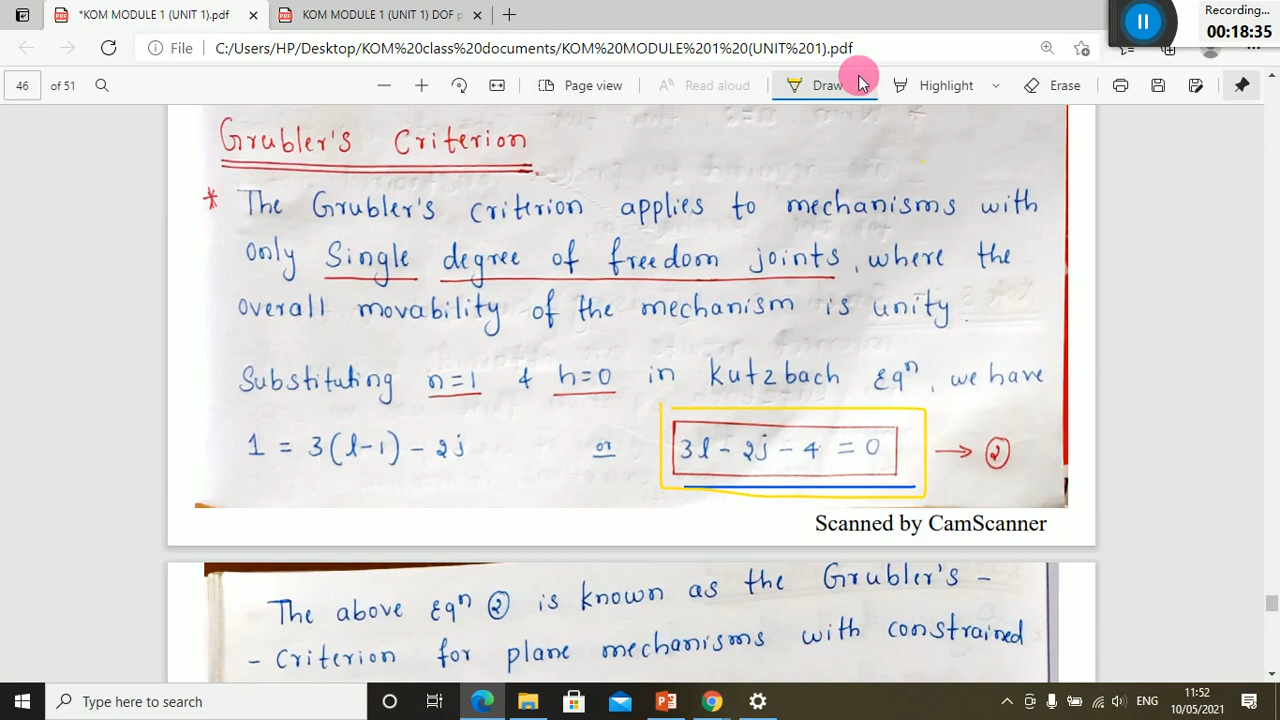 *KOM MODULE 1 (UNIT 1).pdf
KOM MODULE 1 (UNIT 1) DOF p
Recording...
00:18:35
File
C:/Users/HP/Desktop/KOM%20class%20documents/KOM%20MODULE%201%20(UNIT%201).pdf
46 of 51
Page view
Read aloud
Draw
Highlight
Erase
Grubler's Criterion
* The Grubler's criterion applies to mechanisms with
only Single degree of freedom joints, where the
overall movability of the mechanism is unity.
Substituting n=1 & h=0 in Kutzbach Eqn, we have
1 = 3(l-1) - 2j or 3l - 2j - 4 = 0 → 2
Scanned by CamScanner
The above Eqn 2 is known as the Grubler's -
- criterion for plane mechanisms with constrained
Type here to search
ENG
11:52
10/05/2021